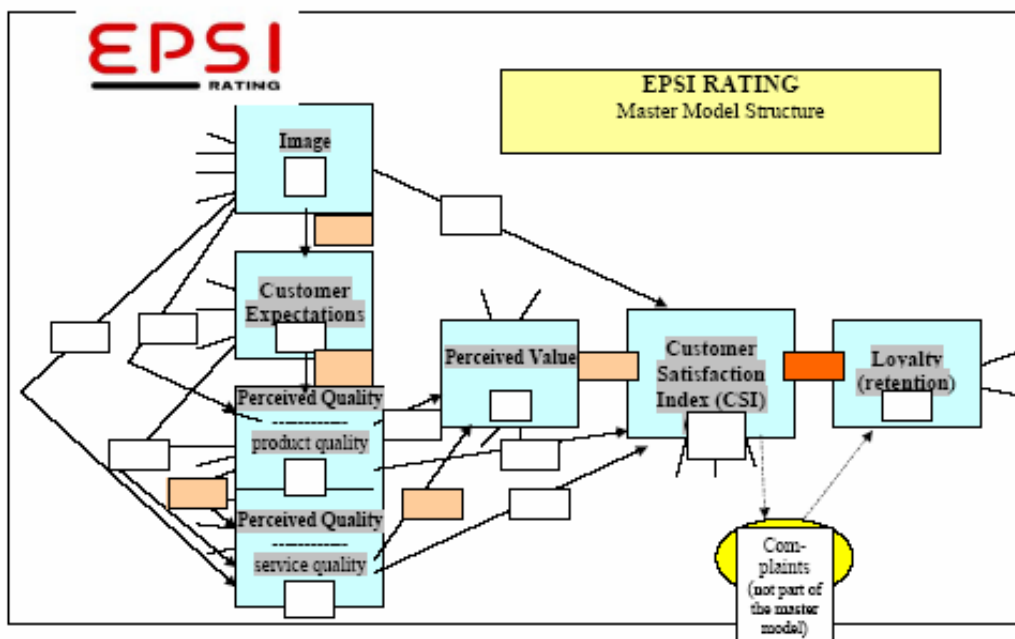 EPSI
RATING
EPSI RATING
Master Model Structure
Image
Customer
Expectations
Perceived Quality
-------------
product quality
Perceived Quality
-------------
service quality
Perceived Value
Customer
Satisfaction
Index (CSI)
Loyalty
(retention)
Com-
plaints
(not part of
the master
model)